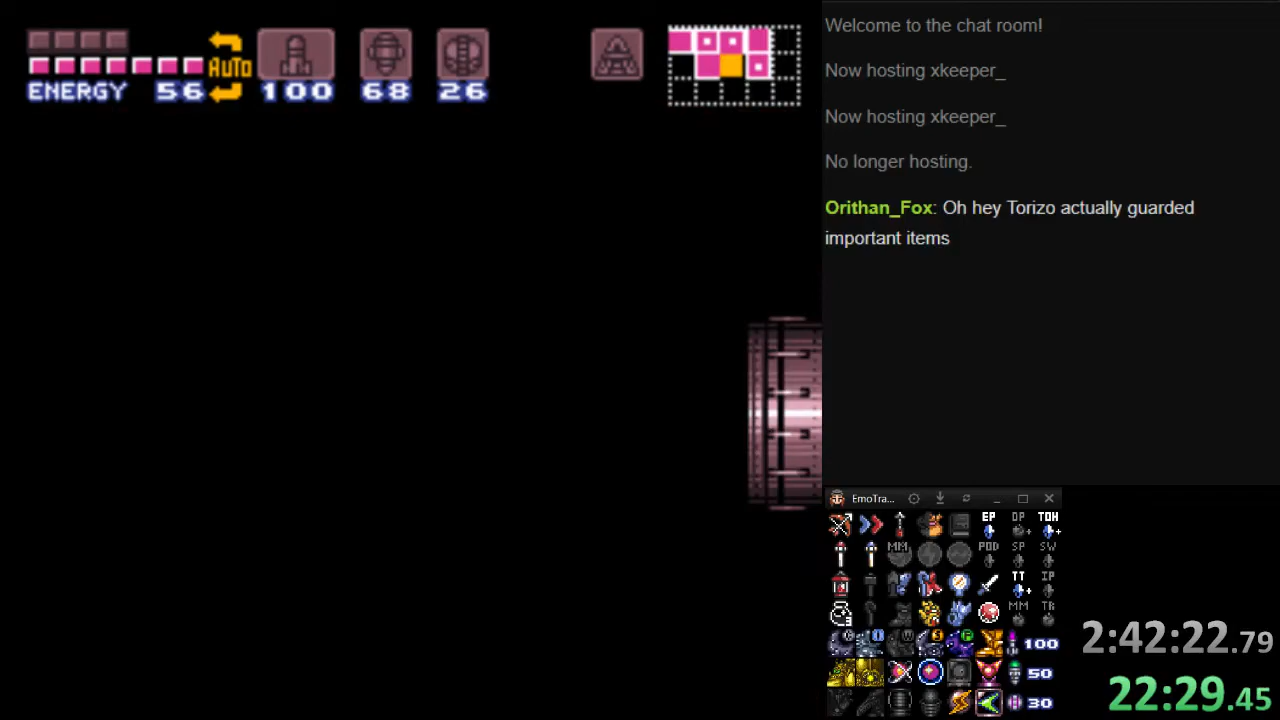 AUTO
ENERGY 56 100 68 26
Welcome to the chat room!
Now hosting xkeeper_
Now hosting xkeeper_
No longer hosting.
Orithan_Fox: Oh hey Torizo actually guarded
important items
EmoTra...
EP DP TOH
MM POD SP SW
TT IP
MM TR
100
50
30
2:42:22.79
22:29.45